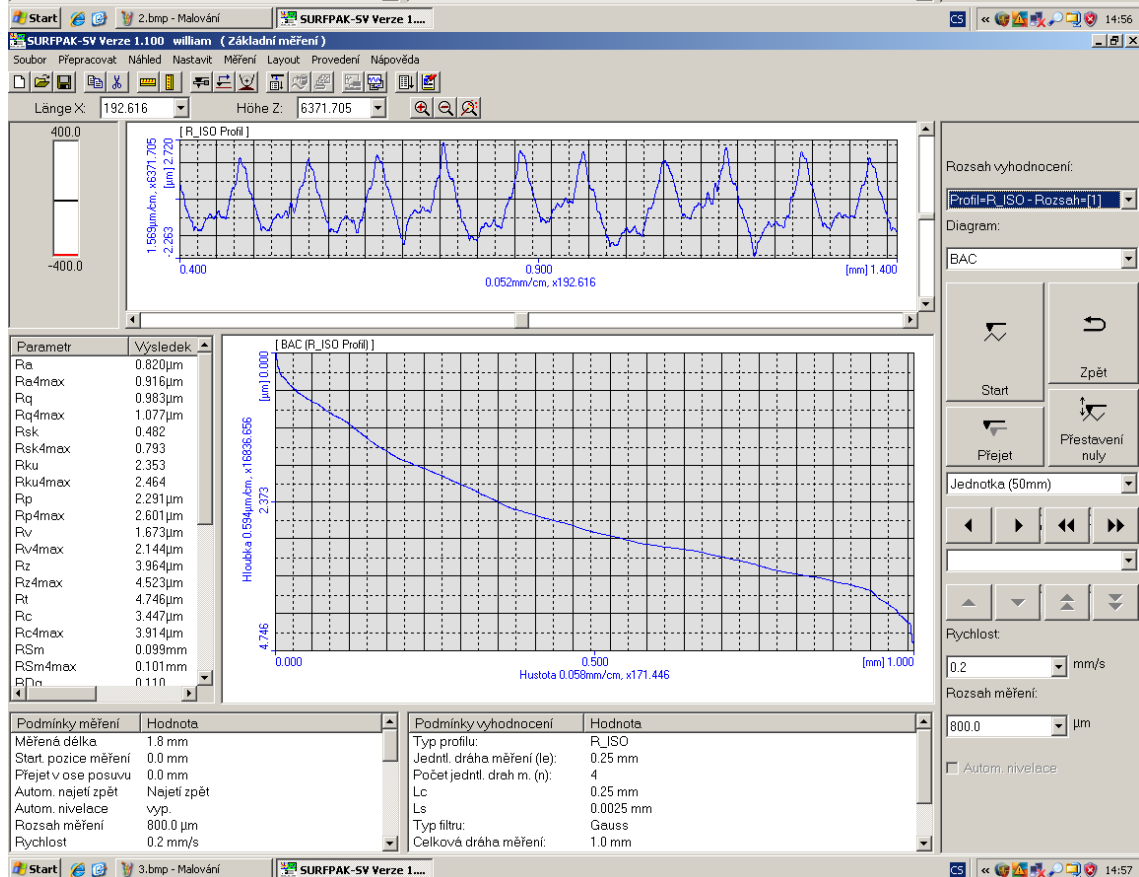 Start 2.bmp - Malování SURFPAK-SV Verze 1.... CS « 14:56
SURFPAK-SV Verze 1.100 william ( Základní měření )
Soubor Přepracovat Náhled Nastavit Měření Layout Provedení Nápověda
Länge X: 192.616 Höhe Z: 6371.705
400.0
-400.0
[ R_ISO Profil ]
1.569µm/cm, x6371.705
-2.263 [µm] 2.720
0.400 0.900 [mm] 1.400
0.052mm/cm, x192.616
Rozsah vyhodnocení:
Profil=R_ISO - Rozsah=[1]
Diagram:
BAC
Start
Zpět
Přejet
Přestavení
nuly
Jednotka (50mm)
Rychlost:
0.2 mm/s
Rozsah měření:
800.0 µm
Autom. nivelace
Parametr Výsledek
Ra 0.820µm
Ra4max 0.916µm
Rq 0.983µm
Rq4max 1.077µm
Rsk 0.482
Rsk4max 0.793
Rku 2.353
Rku4max 2.464
Rp 2.291µm
Rp4max 2.601µm
Rv 1.673µm
Rv4max 2.144µm
Rz 3.964µm
Rz4max 4.523µm
Rt 4.746µm
Rc 3.447µm
Rc4max 3.914µm
RSm 0.099mm
RSm4max 0.101mm
RDq 0.110
[ BAC (R_ISO Profil) ]
Hloubka 0.594µm/cm, x16836.656
4.746 2.373 [µm] 0.000
0.000 0.500 [mm] 1.000
Hustota 0.058mm/cm, x171.446
Podmínky měření Hodnota
Měřená délka 1.8 mm
Start. pozice měření 0.0 mm
Přejet v ose posuvu 0.0 mm
Autom. najetí zpět Najetí zpět
Autom. nivelace vyp.
Rozsah měření 800.0 µm
Rychlost 0.2 mm/s
Podmínky vyhodnocení Hodnota
Typ profilu: R_ISO
Jedntl. dráha měření (le): 0.25 mm
Počet jedntl. drah m. (n): 4
Lc 0.25 mm
Ls 0.0025 mm
Typ filtru: Gauss
Celková dráha měření: 1.0 mm
Start 3.bmp - Malování SURFPAK-SV Verze 1.... CS « 14:57